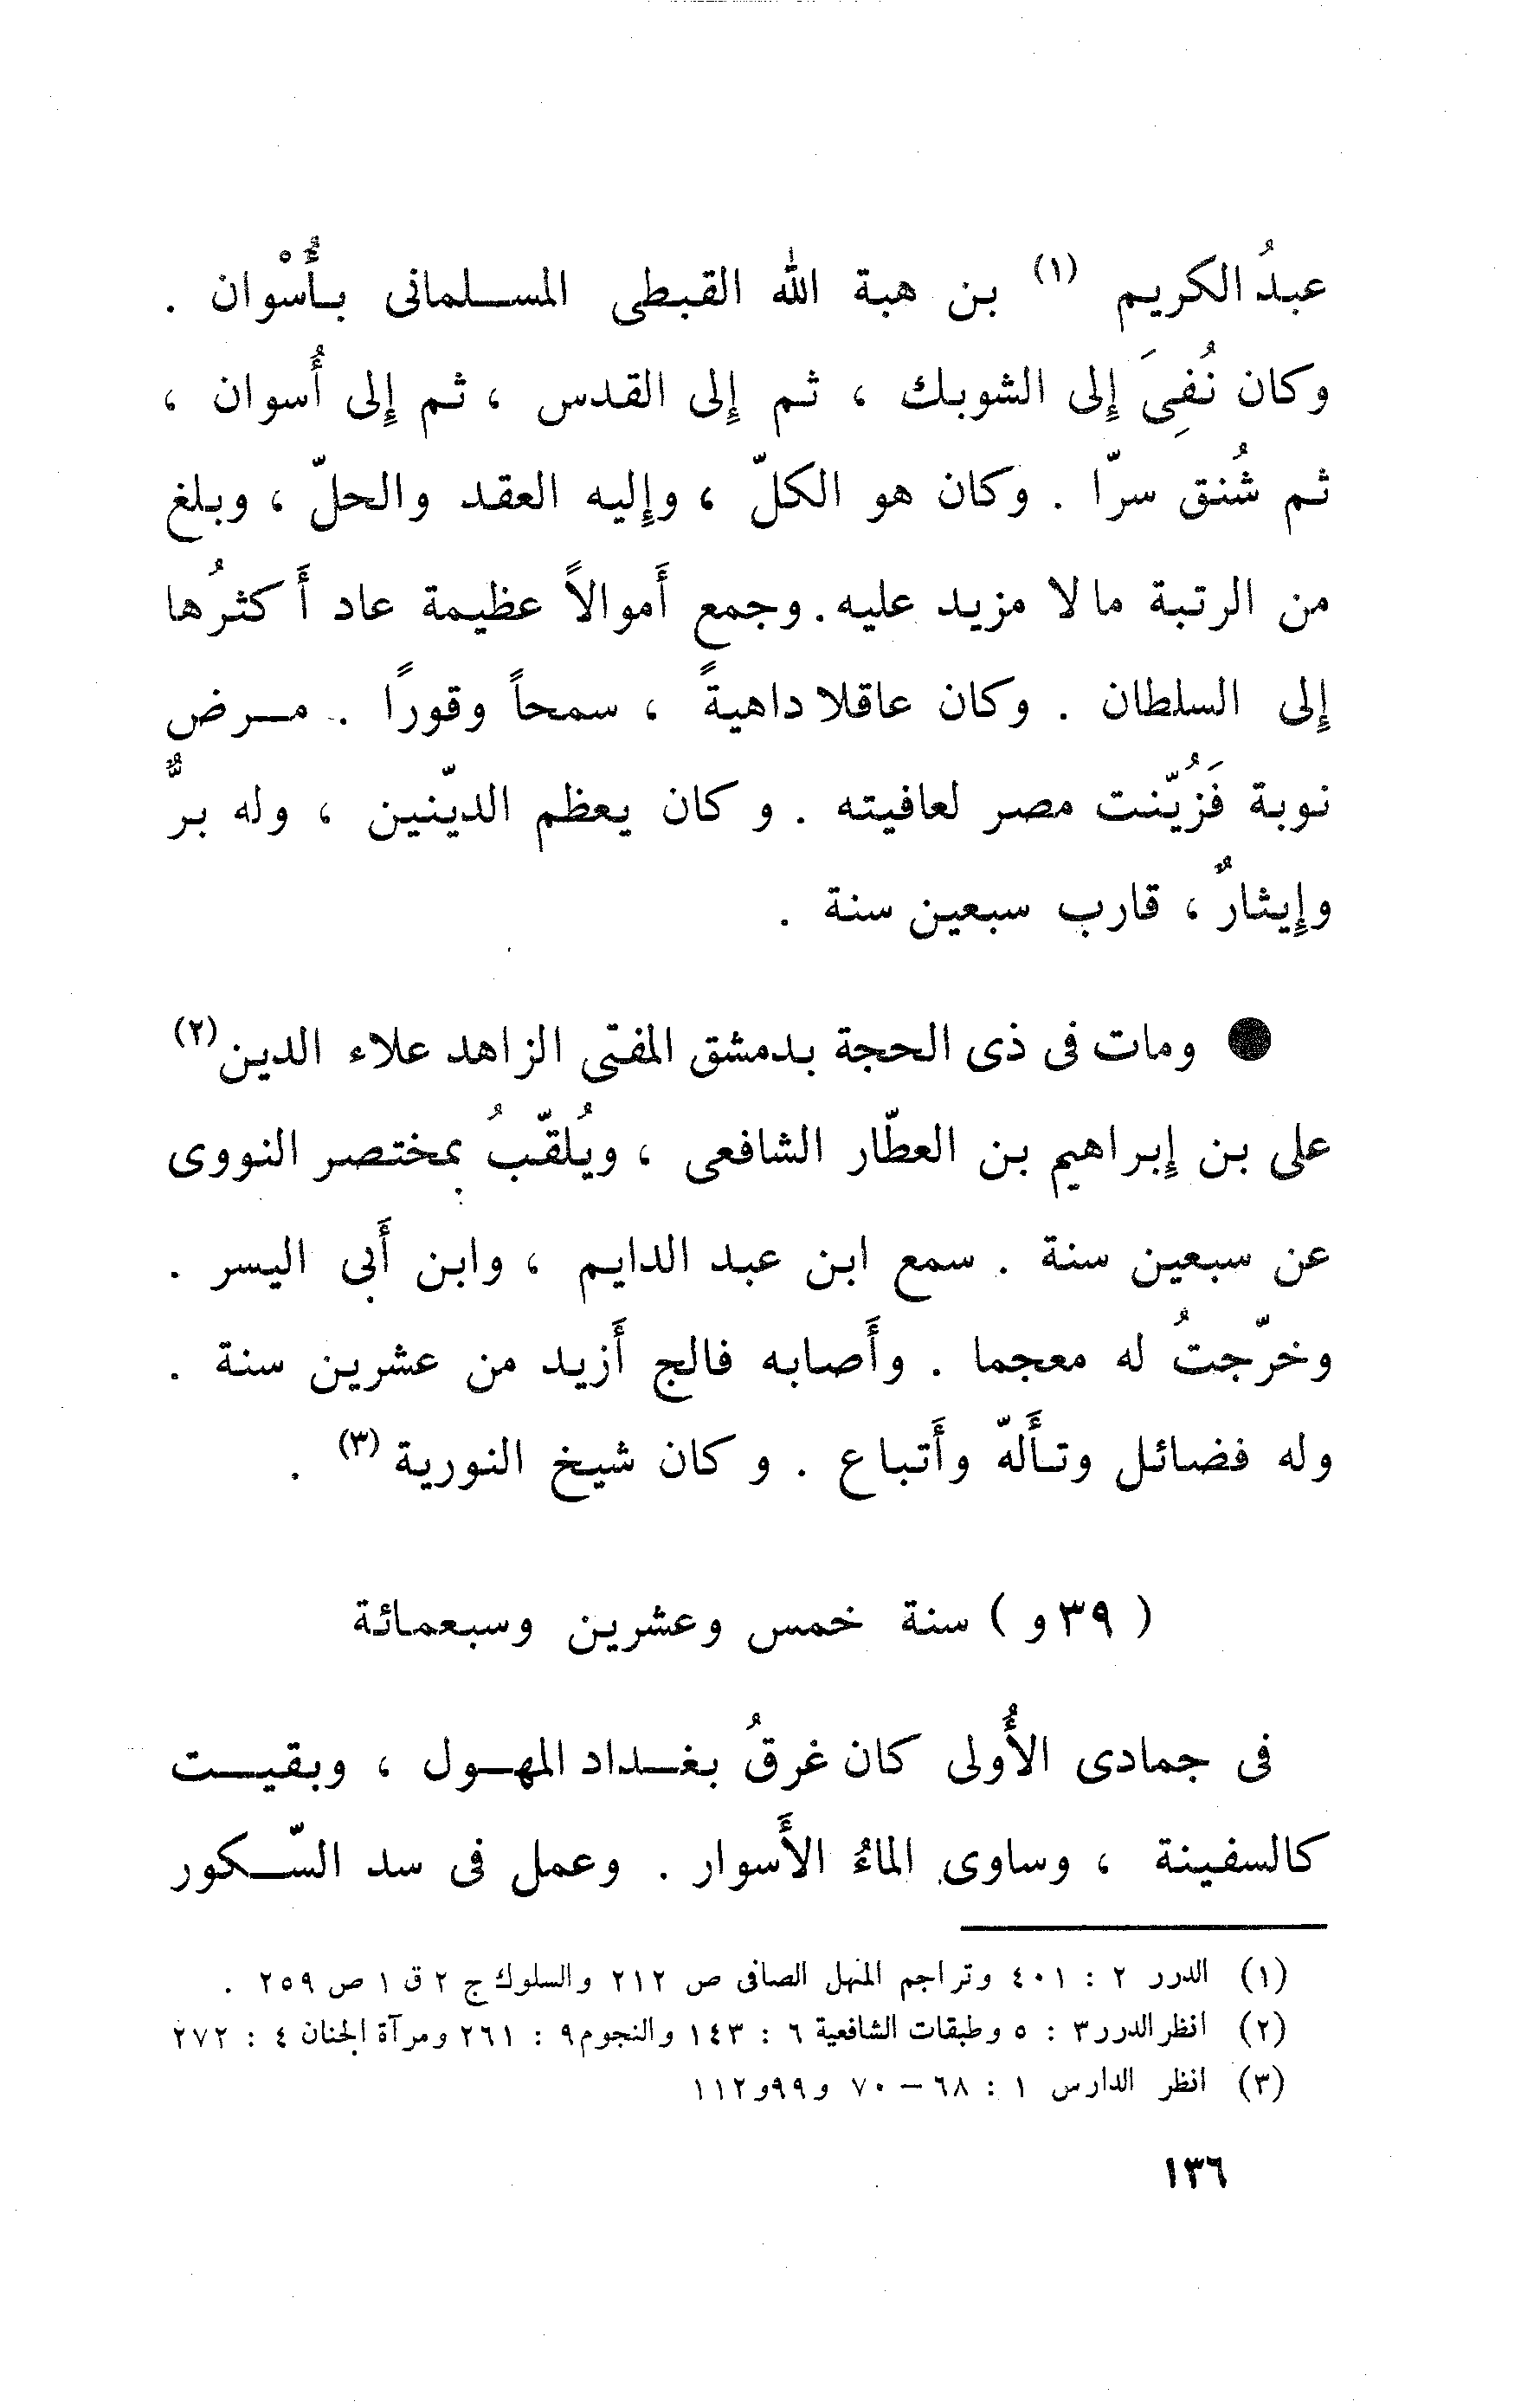 عبدُ الكريم (١) بن هبة الله القبطى المسلمانى بأُسْوان .
وكان نُفِىَ إلى الشوبك ، ثم إلى القدس ، ثم إلى أُسوان ،
ثم شُنق سرّا . وكان هو الكلّ ، وإليه العقد والحلّ ، وبلغ
من الرتبة مالا مزيد عليه . وجمع أَموالاً عظيمة عاد أَكثرُها
إلى السلطان . وكان عاقلا داهيةً ، سمحاً وقورًا . مرض
نوبة فَزُيّنت مصر لعافيته . وكان يعظم الديّنين ، وله برٌّ
وإيثارٌ ، قارب سبعين سنة .
● ومات فى ذى الحجة بدمشق المفتى الزاهد علاء الدين (٢)
على بن إبراهيم بن العطّار الشافعى ، ويُلقّبُ بمختصر النووى
عن سبعين سنة . سمع ابن عبد الدايم ، وابن أَبى اليسر .
وخرّجتُ له معجما . وأَصابه فالج أَزيد من عشرين سنة .
وله فضائل وتأَلهّ وأَتباع . وكان شيخ النورية (٣) .
( ٣٩ و ) سنة خمس وعشرين وسبعمائة
فى جمادى الأُولى كان غرقُ بغداد المهول ، وبقيت
كالسفينة ، وساوى الماءُ الأَسوار . وعمل فى سد السّكور
(١) الدرر ٢ : ٤٠١ وتراجم المنهل الصافى ص ٢١٢ والسلوك ج ٢ ق ١ ص ٢٥٩ .
(٢) انظر الدرر ٣ : ٥ وطبقات الشافعية ٦ : ١٤٣ والنجوم ٩ : ٢٦١ ومرآة الجنان ٤ : ٢٧٢
(٣) انظر الدارس ١ : ٦٨ – ٧٠ و٩٩ و١١٢
١٣٦